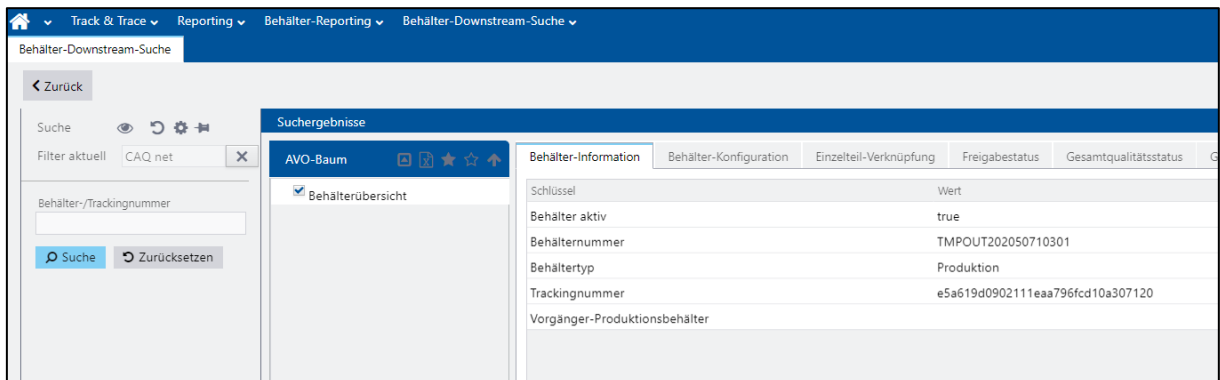 Track & Trace Reporting Behälter-Reporting Behälter-Downstream-Suche
Behälter-Downstream-Suche
Zurück
Suche
Filter aktuell CAQ net
Behälter-/Trackingnummer
Suche Zurücksetzen
Suchergebnisse
AVO-Baum
Behälterübersicht
Behälter-Information Behälter-Konfiguration Einzelteil-Verknüpfung Freigabestatus Gesamtqualitätsstatus G
Schlüssel Wert
Behälter aktiv true
Behälternummer TMPOUT202050710301
Behältertyp Produktion
Trackingnummer e5a619d0902111eaa796fcd10a307120
Vorgänger-Produktionsbehälter